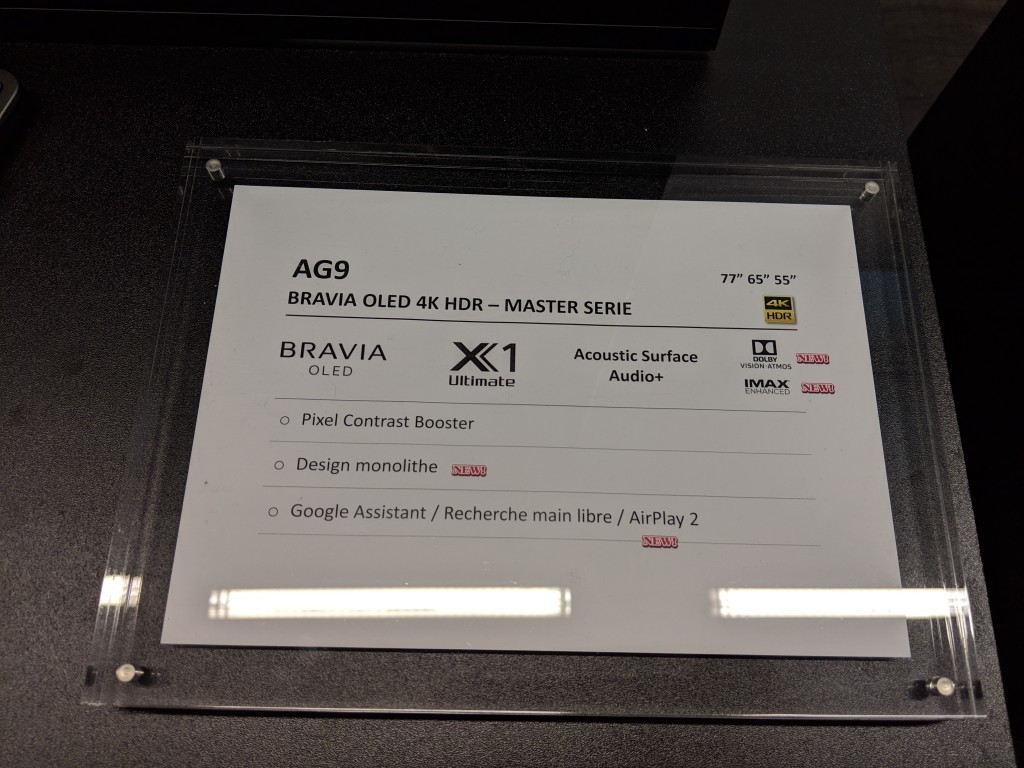 AG9
77” 65” 55”
BRAVIA OLED 4K HDR – MASTER SERIE
4K
HDR
BRAVIA
OLED
X1
Ultimate
Acoustic Surface
Audio+
DOLBY
VISION·ATMOS
NEW!
IMAX
ENHANCED
NEW!
Pixel Contrast Booster
Design monolithe NEW!
Google Assistant / Recherche main libre / AirPlay 2
NEW!